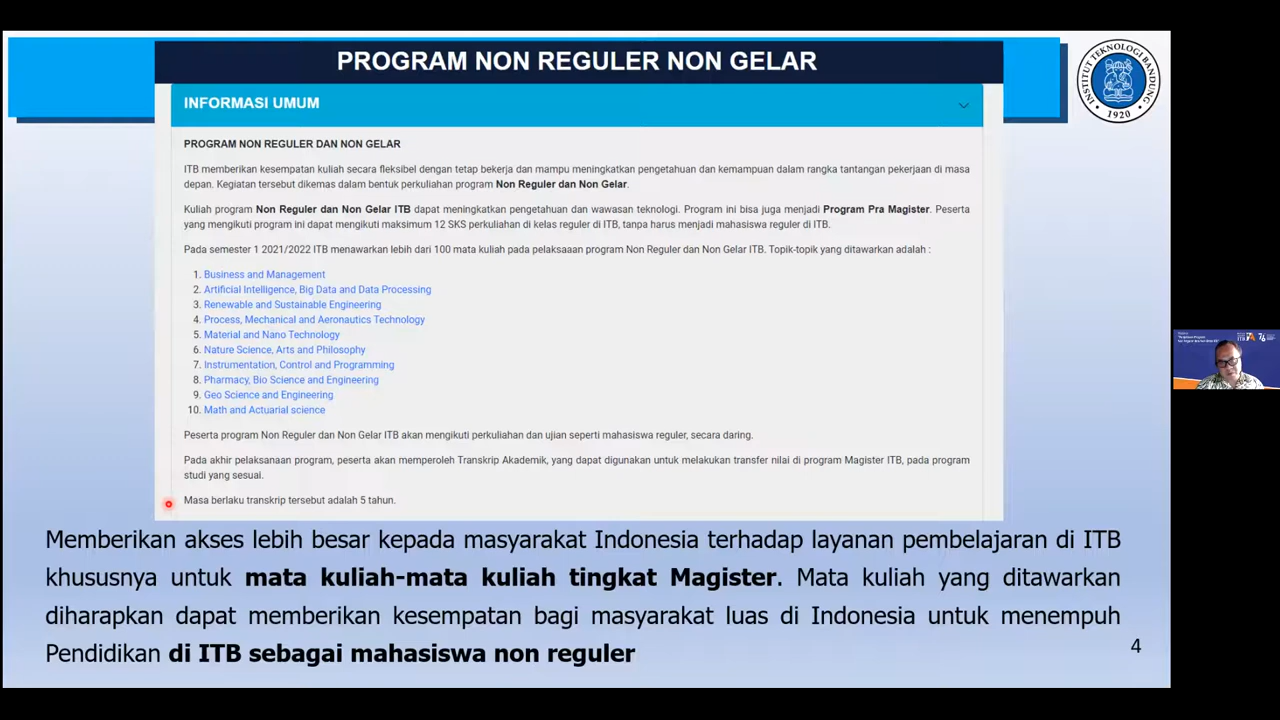 PROGRAM NON REGULER NON GELAR
INSTITUT TEKNOLOGI BANDUNG
1920
INFORMASI UMUM
PROGRAM NON REGULER DAN NON GELAR
ITB memberikan kesempatan kuliah secara fleksibel dengan tetap bekerja dan mampu meningkatkan pengetahuan dan kemampuan dalam rangka tantangan pekerjaan di masa
depan. Kegiatan tersebut dikemas dalam bentuk perkuliahan program Non Reguler dan Non Gelar.
Kuliah program Non Reguler dan Non Gelar ITB dapat meningkatkan pengetahuan dan wawasan teknologi. Program ini bisa juga menjadi Program Pra Magister. Peserta
yang mengikuti program ini dapat mengikuti maksimum 12 SKS perkuliahan di kelas reguler di ITB, tanpa harus menjadi mahasiswa reguler di ITB.
Pada semester 1 2021/2022 ITB menawarkan lebih dari 100 mata kuliah pada pelaksaaan program Non Reguler dan Non Gelar ITB. Topik-topik yang ditawarkan adalah :
1. Business and Management
2. Artificial Intelligence, Big Data and Data Processing
3. Renewable and Sustainable Engineering
4. Process, Mechanical and Aeronautics Technology
5. Material and Nano Technology
6. Nature Science, Arts and Philosophy
7. Instrumentation, Control and Programming
8. Pharmacy, Bio Science and Engineering
9. Geo Science and Engineering
10. Math and Actuarial science
Peserta program Non Reguler dan Non Gelar ITB akan mengikuti perkuliahan dan ujian seperti mahasiswa reguler, secara daring.
Pada akhir pelaksanaan program, peserta akan memperoleh Transkrip Akademik, yang dapat digunakan untuk melakukan transfer nilai di program Magister ITB, pada program
studi yang sesuai.
Masa berlaku transkrip tersebut adalah 5 tahun.
Memberikan akses lebih besar kepada masyarakat Indonesia terhadap layanan pembelajaran di ITB
khususnya untuk mata kuliah-mata kuliah tingkat Magister. Mata kuliah yang ditawarkan
diharapkan dapat memberikan kesempatan bagi masyarakat luas di Indonesia untuk menempuh
Pendidikan di ITB sebagai mahasiswa non reguler
4